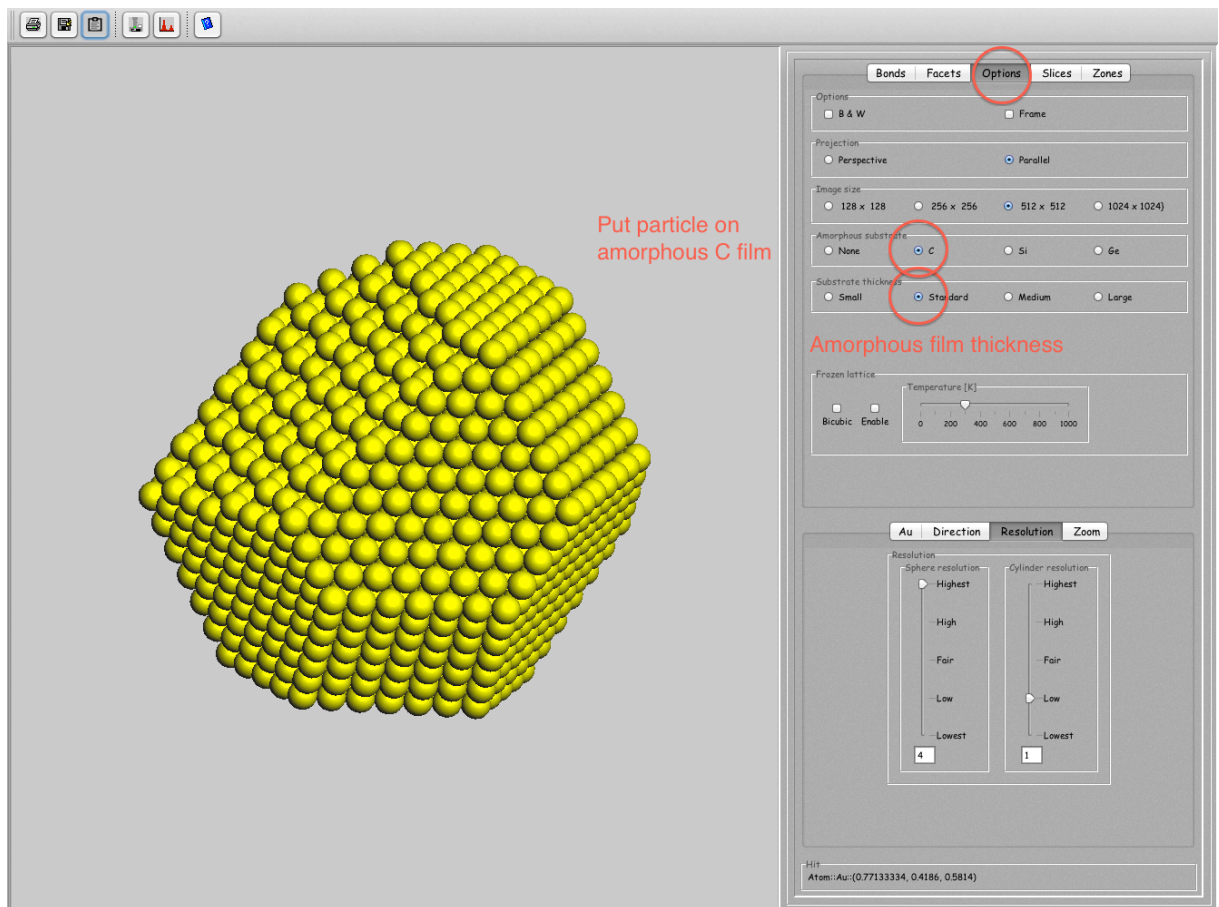 Bonds Facets Options Slices Zones
Options
B & W Frame
Projection
Perspective Parallel
Image size
128 x 128 256 x 256 512 x 512 1024 x 1024}
Put particle on
amorphous C film
Amorphous substrate
None C Si Ge
Substrate thickness
Small Standard Medium Large
Amorphous film thickness
Frozen lattice
Temperature [K]
Bicubic Enable
0 200 400 600 800 1000
Au Direction Resolution Zoom
Resolution
Sphere resolution Cylinder resolution
Highest Highest
High High
Fair Fair
Low Low
Lowest Lowest
4 1
Hit
Atom::Au::(0.77133334, 0.4186, 0.5814)